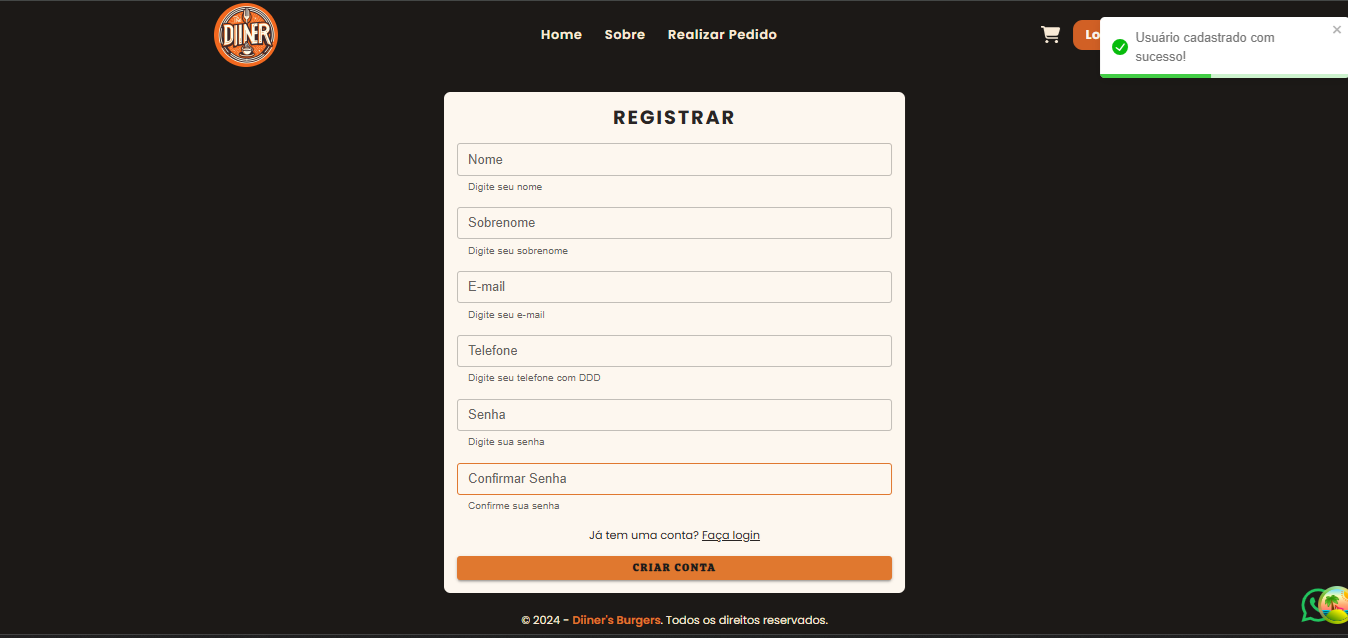 DIINER
Home Sobre Realizar Pedido
Lo
Usuário cadastrado com
sucesso!
REGISTRAR
Nome
Digite seu nome
Sobrenome
Digite seu sobrenome
E-mail
Digite seu e-mail
Telefone
Digite seu telefone com DDD
Senha
Digite sua senha
Confirmar Senha
Confirme sua senha
Já tem uma conta? Faça login
CRIAR CONTA
© 2024 - Diiner's Burgers. Todos os direitos reservados.